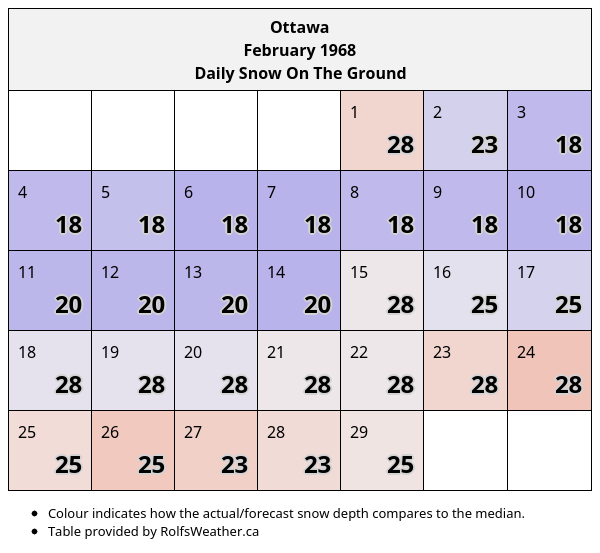 Ottawa
February 1968
Daily Snow On The Ground
1 2 3
28 23 18
4 5 6 7 8 9 10
18 18 18 18 18 18 18
11 12 13 14 15 16 17
20 20 20 20 28 25 25
18 19 20 21 22 23 24
28 28 28 28 28 28 28
25 26 27 28 29
25 25 23 23 25
• Colour indicates how the actual/forecast snow depth compares to the median.
• Table provided by RolfsWeather.ca